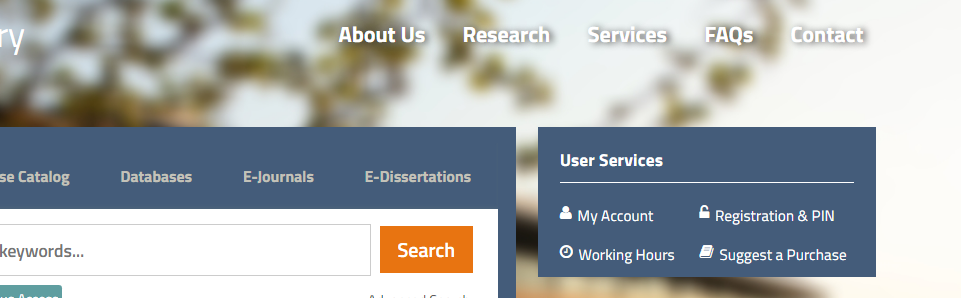 ry
About Us Research Services FAQs Contact
se Catalog Databases E-Journals E-Dissertations
keywords... Search
User Services
My Account Registration & PIN
Working Hours Suggest a Purchase